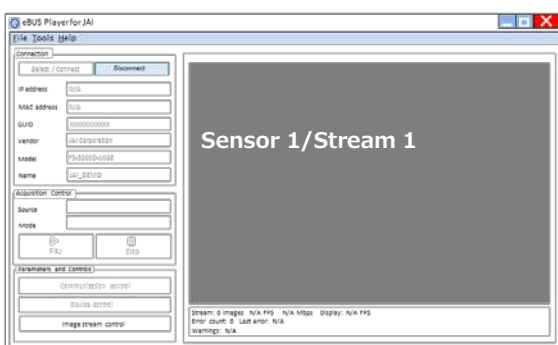 eBUS Player for JAI
File Tools Help
Connection
Select / Connect
Disconnect
IP address N/A
MAC address N/A
GUID XXXXXXXXXXX
Vendor JAI Corporation
Model
Name
Acquisition Control
Source
Mode
Play
Stop
Parameters and Controls
Communication control
Device control
Image stream control
Sensor 1/Stream 1
Stream: 0 images N/A FPS N/A Mbps Display: N/A FPS
Error count: 0 Last error: N/A
Warnings: N/A